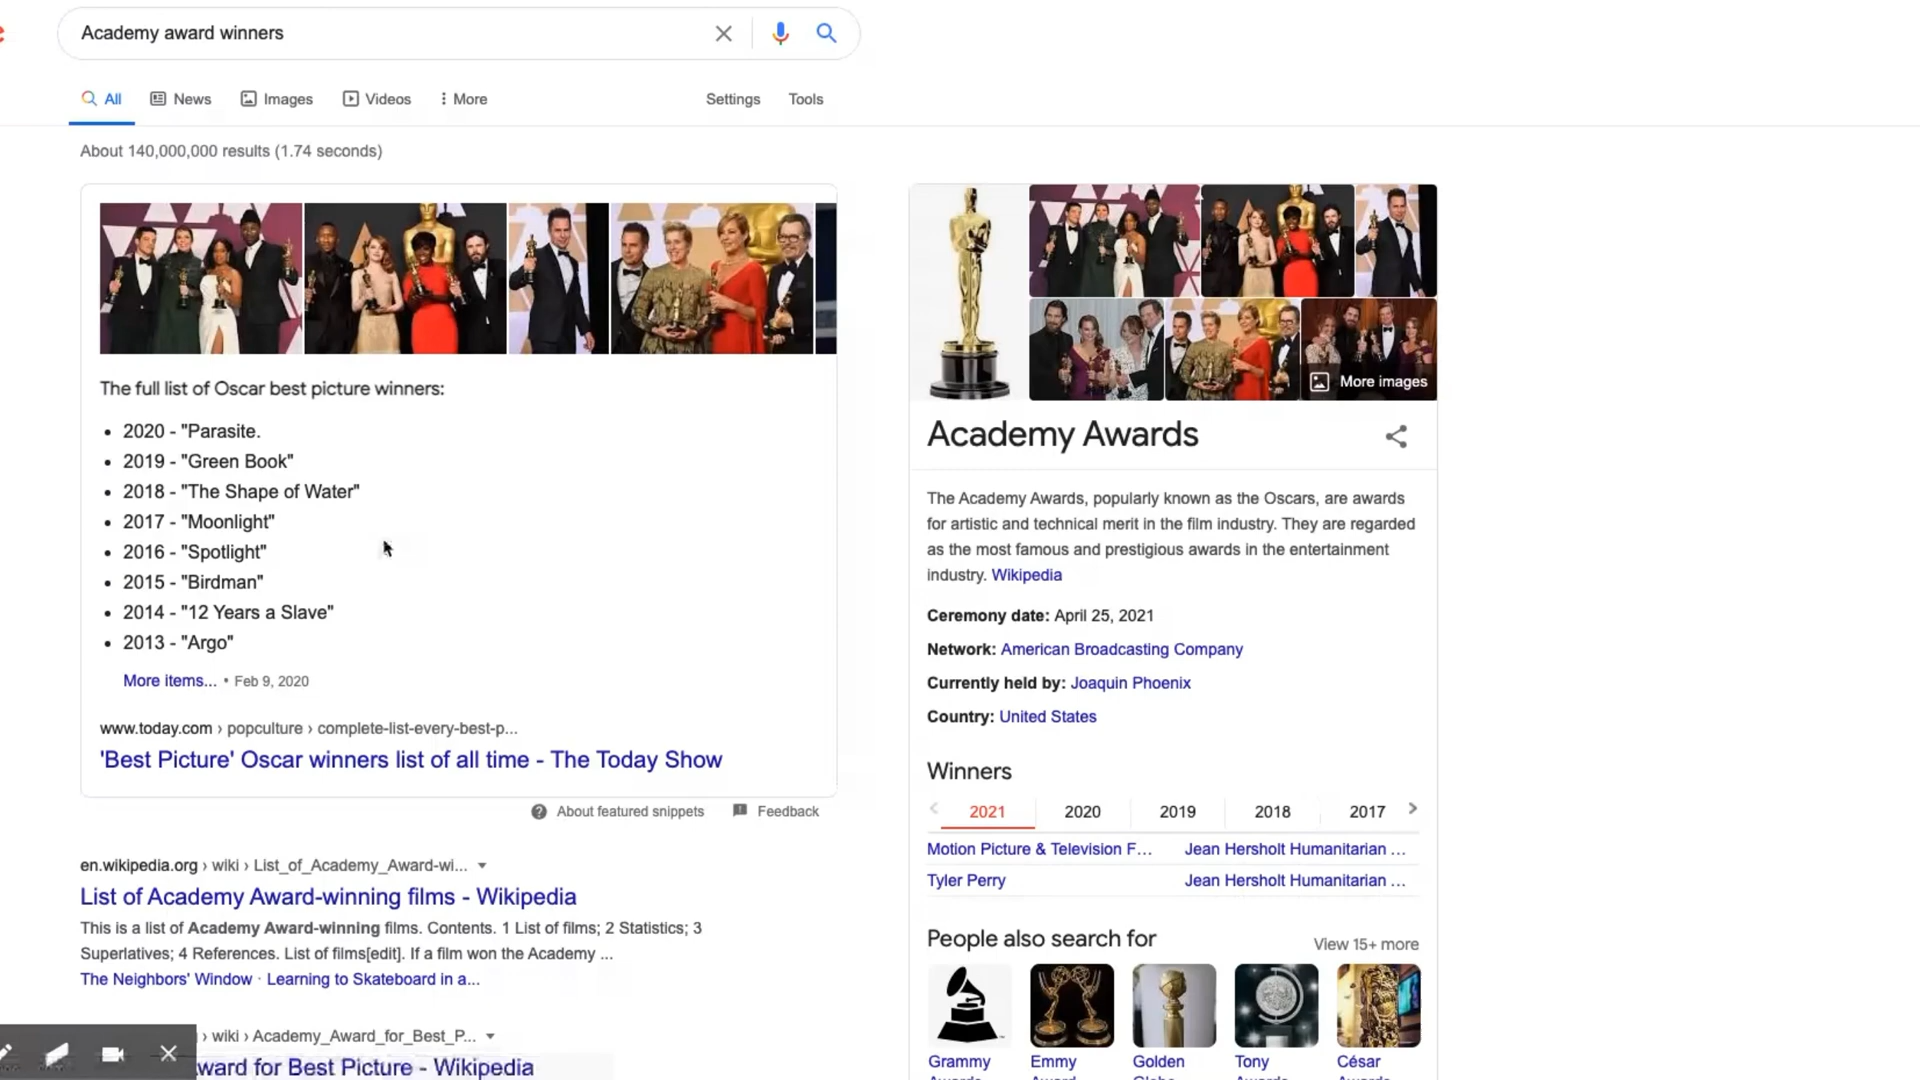 Academy award winners
All
News
Images
Videos
More
Settings
Tools
About 140,000,000 results (1.74 seconds)
The full list of Oscar best picture winners:
• 2020 - "Parasite.
• 2019 - "Green Book"
• 2018 - "The Shape of Water"
• 2017 - "Moonlight"
• 2016 - "Spotlight"
• 2015 - "Birdman"
• 2014 - "12 Years a Slave"
• 2013 - "Argo"
More items... • Feb 9, 2020
www.today.com › popculture › complete-list-every-best-p...
'Best Picture' Oscar winners list of all time - The Today Show
About featured snippets
Feedback
en.wikipedia.org › wiki › List_of_Academy_Award-wi...
List of Academy Award-winning films - Wikipedia
This is a list of Academy Award-winning films. Contents. 1 List of films; 2 Statistics; 3
Superlatives; 4 References. List of films[edit]. If a film won the Academy ...
The Neighbors' Window · Learning to Skateboard in a...
› wiki › Academy_Award_for_Best_P...
ward for Best Picture - Wikipedia
More images
Academy Awards
The Academy Awards, popularly known as the Oscars, are awards
for artistic and technical merit in the film industry. They are regarded
as the most famous and prestigious awards in the entertainment
industry. Wikipedia
Ceremony date: April 25, 2021
Network: American Broadcasting Company
Currently held by: Joaquin Phoenix
Country: United States
Winners
2021 2020 2019 2018 2017
Motion Picture & Television F... Jean Hersholt Humanitarian ...
Tyler Perry Jean Hersholt Humanitarian ...
People also search for
View 15+ more
Grammy Emmy Golden Tony César